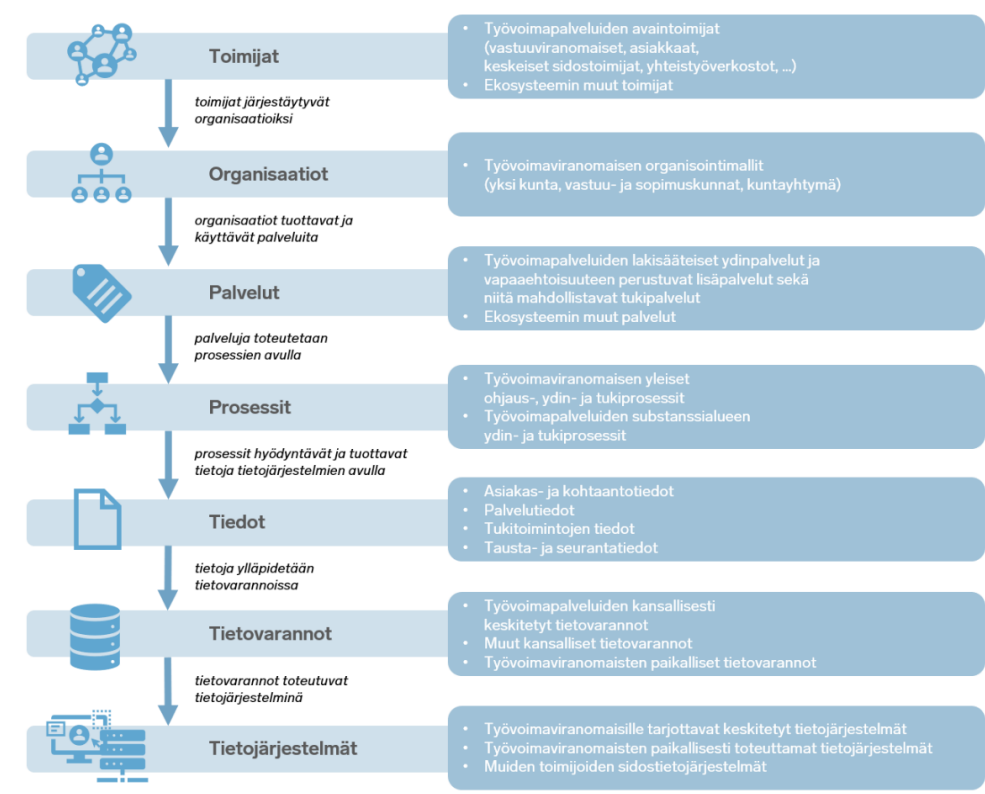 Toimijat
• Työvoimapalveluiden avaintoimijat
(vastuuviranomaiset, asiakkaat,
keskeiset sidostoimijat, yhteistyöverkostot, ...)
• Ekosysteemin muut toimijat
toimijat järjestäytyvät
organisaatioiksi
Organisaatiot
• Työvoimaviranomaisen organisointimallit
(yksi kunta, vastuu- ja sopimuskunnat, kuntayhtymä)
organisaatiot tuottavat ja
käyttävät palveluita
Palvelut
• Työvoimapalveluiden lakisääteiset ydinpalvelut ja
vapaaehtoisuuteen perustuvat lisäpalvelut sekä
niitä mahdollistavat tukipalvelut
• Ekosysteemin muut palvelut
palveluja toteutetaan
prosessien avulla
Prosessit
• Työvoimaviranomaisen yleiset
ohjaus-, ydin- ja tukiprosessit
• Työvoimapalveluiden substanssialueen
ydin- ja tukiprosessit
prosessit hyödyntävät ja tuottavat
tietoja tietojärjestelmien avulla
Tiedot
• Asiakas- ja kohtaantotiedot
• Palvelutiedot
• Tukitoimintojen tiedot
• Tausta- ja seurantatiedot
tietoja ylläpidetään
tietovarannoissa
Tietovarannot
• Työvoimapalveluiden kansallisesti
keskitetyt tietovarannot
• Muut kansalliset tietovarannot
• Työvoimaviranomaisten paikalliset tietovarannot
tietovarannot toteutuvat
tietojärjestelminä
Tietojärjestelmät
• Työvoimaviranomaisille tarjottavat keskitetyt tietojärjestelmät
• Työvoimaviranomaisten paikallisesti toteuttamat tietojärjestelmät
• Muiden toimijoiden sidostietojärjestelmät